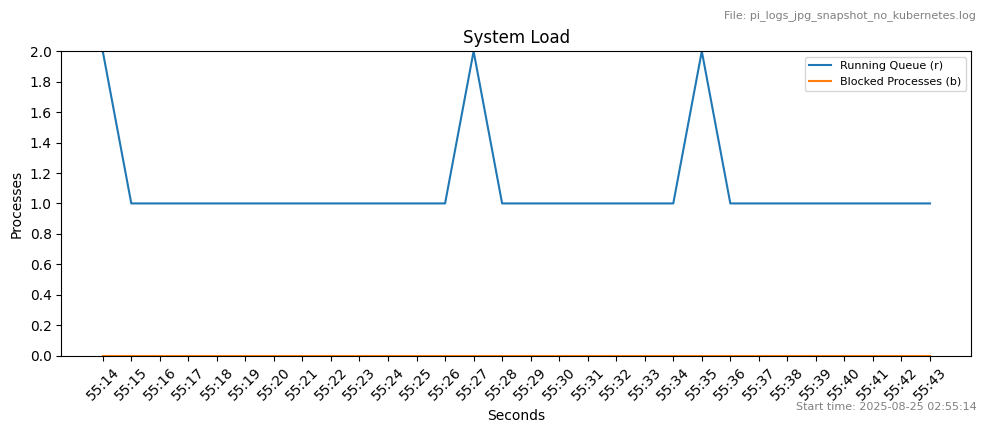 File: pi_logs_jpg_snapshot_no_kubernetes.log
System Load
Running Queue (r)
Blocked Processes (b)
Processes
2.0
1.8
1.6
1.4
1.2
1.0
0.8
0.6
0.4
0.2
0.0
55:14 55:15 55:16 55:17 55:18 55:19 55:20 55:21 55:22 55:23 55:24 55:25 55:26 55:27 55:28 55:29 55:30 55:31 55:32 55:33 55:34 55:35 55:36 55:37 55:38 55:39 55:40 55:41 55:42 55:43
Seconds
Start time: 2025-08-25 02:55:14